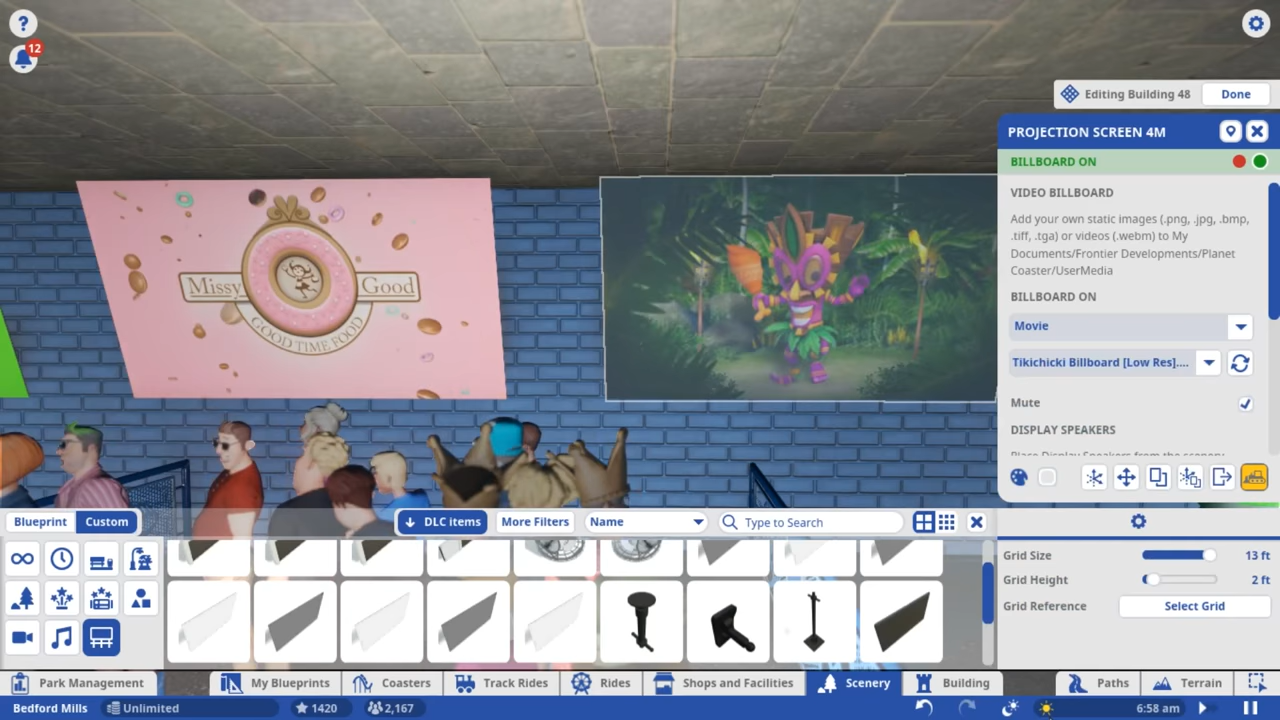 ?
12
Editing Building 48
Done
PROJECTION SCREEN 4M
BILLBOARD ON
VIDEO BILLBOARD
Add your own static images (.png, .jpg, .bmp,
.tiff, .tga) or videos (.webm) to My
Documents/Frontier Developments/Planet
Coaster/UserMedia
BILLBOARD ON
Movie
Tikichicki Billboard [Low Res]....
Mute
DISPLAY SPEAKERS
Missy Good
GOOD TIME FOOD
Blueprint
Custom
DLC items
More Filters
Name
Type to Search
Grid Size
13 ft
Grid Height
2 ft
Grid Reference
Select Grid
Park Management
My Blueprints
Coasters
Track Rides
Rides
Shops and Facilities
Scenery
Building
Paths
Terrain
Bedford Mills
Unlimited
1420
2,167
6:58 am